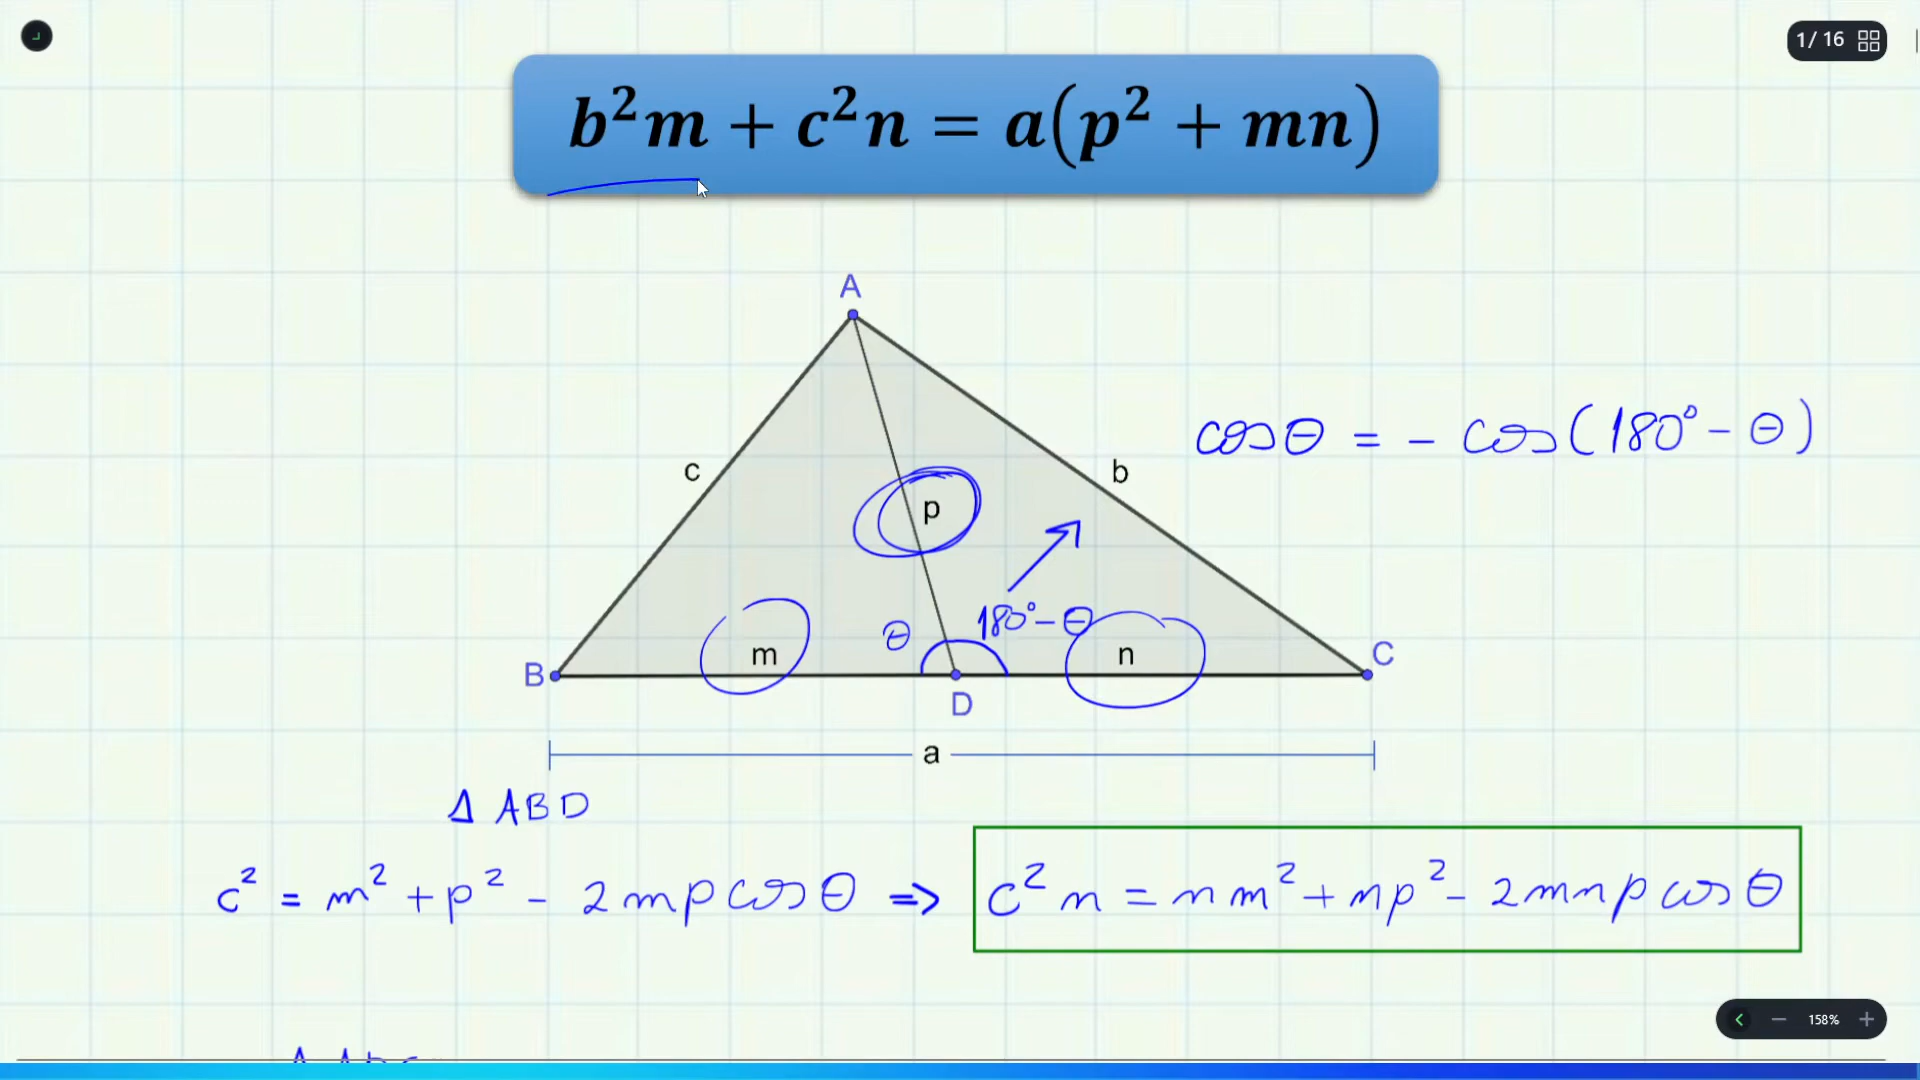 1/ 16
b²m + c²n = a(p² + mn)
A
cosθ = - cos(180° - θ)
c
b
p
θ
180° - θ
m
n
B
C
D
a
Δ ABD
c² = m² + p² - 2mp cosθ => c²n = nm² + np² - 2mnp cosθ
158%